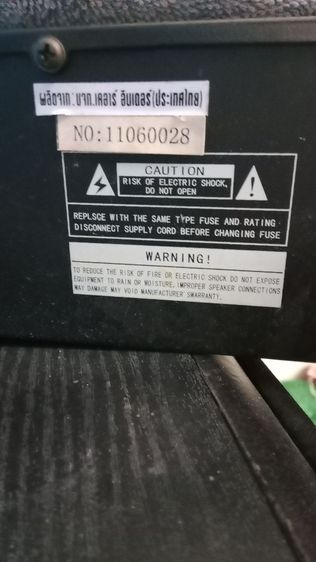 ผลิตจาก : บจก. เคลาร์ อินเตอร์ (ประเทศไทย)
NO:11060028
CAUTION
RISK OF ELECTRIC SHOCK,
DO NOT OPEN
REPLSCE WITH THE SAME TYPE FUSE AND RATING·
DISCONNECT SUPPLY CORD BEFORE CHANGING FUSE
WARNING!
TO REDUCE THE RISK OF FIRE OR ELECTRIC SHOCK DO NOT EXPOSE
EQUIPMENT TO RAIN OR MOISTURE. IMPROPER SPEAKER CONNECTIONS
MAY DAMAGE MAY VOID MANUFACTURER SWARRANTY.